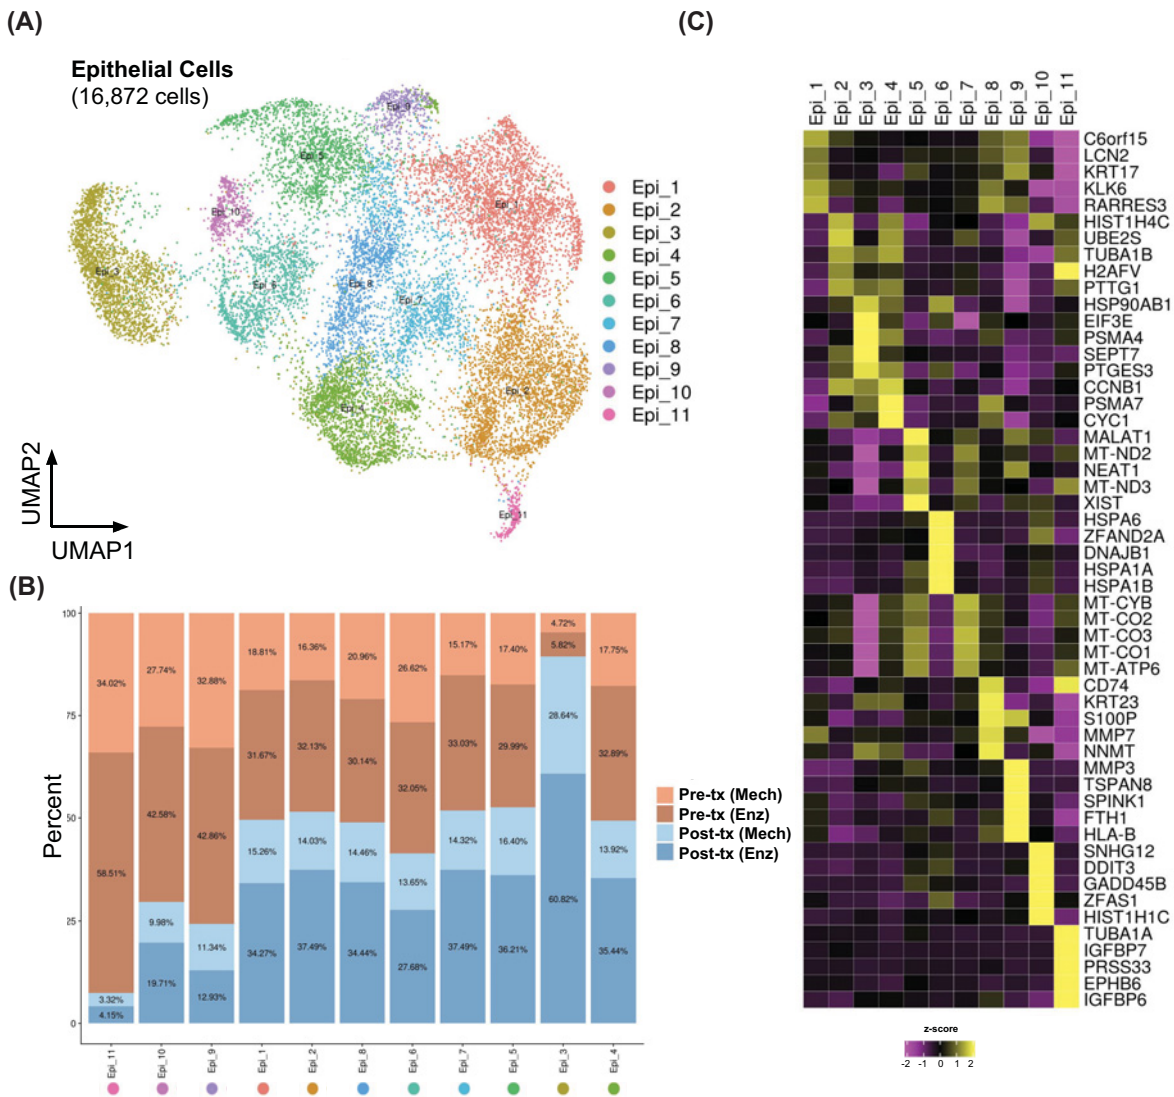 (A)
Epithelial Cells
(16,872 cells)
Epi_9
Epi_5
Epi_1
Epi_10
Epi_3
Epi_6
Epi_8
Epi_7
Epi_2
Epi_4
Epi_11
Epi_1
Epi_2
Epi_3
Epi_4
Epi_5
Epi_6
Epi_7
Epi_8
Epi_9
Epi_10
Epi_11
UMAP2
UMAP1
(B)
Percent
100
75
50
25
0
34.02%
58.51%
3.32%
4.15%
27.74%
42.58%
9.98%
19.71%
32.88%
42.86%
11.34%
12.93%
18.81%
31.67%
15.26%
34.27%
16.36%
32.13%
14.03%
37.49%
20.96%
30.14%
14.46%
34.44%
26.62%
32.05%
13.65%
27.68%
15.17%
33.03%
14.32%
37.49%
17.40%
29.99%
16.40%
36.21%
4.72%
5.82%
28.64%
60.82%
17.75%
32.89%
13.92%
35.44%
Epi_11
Epi_10
Epi_9
Epi_1
Epi_2
Epi_8
Epi_6
Epi_7
Epi_5
Epi_3
Epi_4
Pre-tx (Mech)
Pre-tx (Enz)
Post-tx (Mech)
Post-tx (Enz)
(C)
Epi_1
Epi_2
Epi_3
Epi_4
Epi_5
Epi_6
Epi_7
Epi_8
Epi_9
Epi_10
Epi_11
C6orf15
LCN2
KRT17
KLK6
RARRES3
HIST1H4C
UBE2S
TUBA1B
H2AFV
PTTG1
HSP90AB1
EIF3E
PSMA4
SEPT7
PTGES3
CCNB1
PSMA7
CYC1
MALAT1
MT-ND2
NEAT1
MT-ND3
XIST
HSPA6
ZFAND2A
DNAJB1
HSPA1A
HSPA1B
MT-CYB
MT-CO2
MT-CO3
MT-CO1
MT-ATP6
CD74
KRT23
S100P
MMP7
NNMT
MMP3
TSPAN8
SPINK1
FTH1
HLA-B
SNHG12
DDIT3
GADD45B
ZFAS1
HIST1H1C
TUBA1A
IGFBP7
PRSS33
EPHB6
IGFBP6
z-score
-2 -1 0 1 2